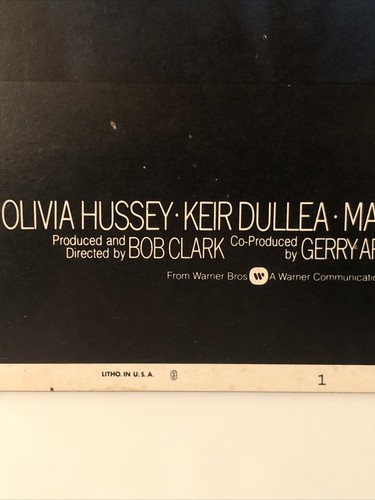 OLIVIA HUSSEY · KEIR DULLEA · MA
Produced and Directed by BOB CLARK Co-Produced by GERRY AR
From Warner Bros W A Warner Communicatio
LITHO. IN U. S. A.
1